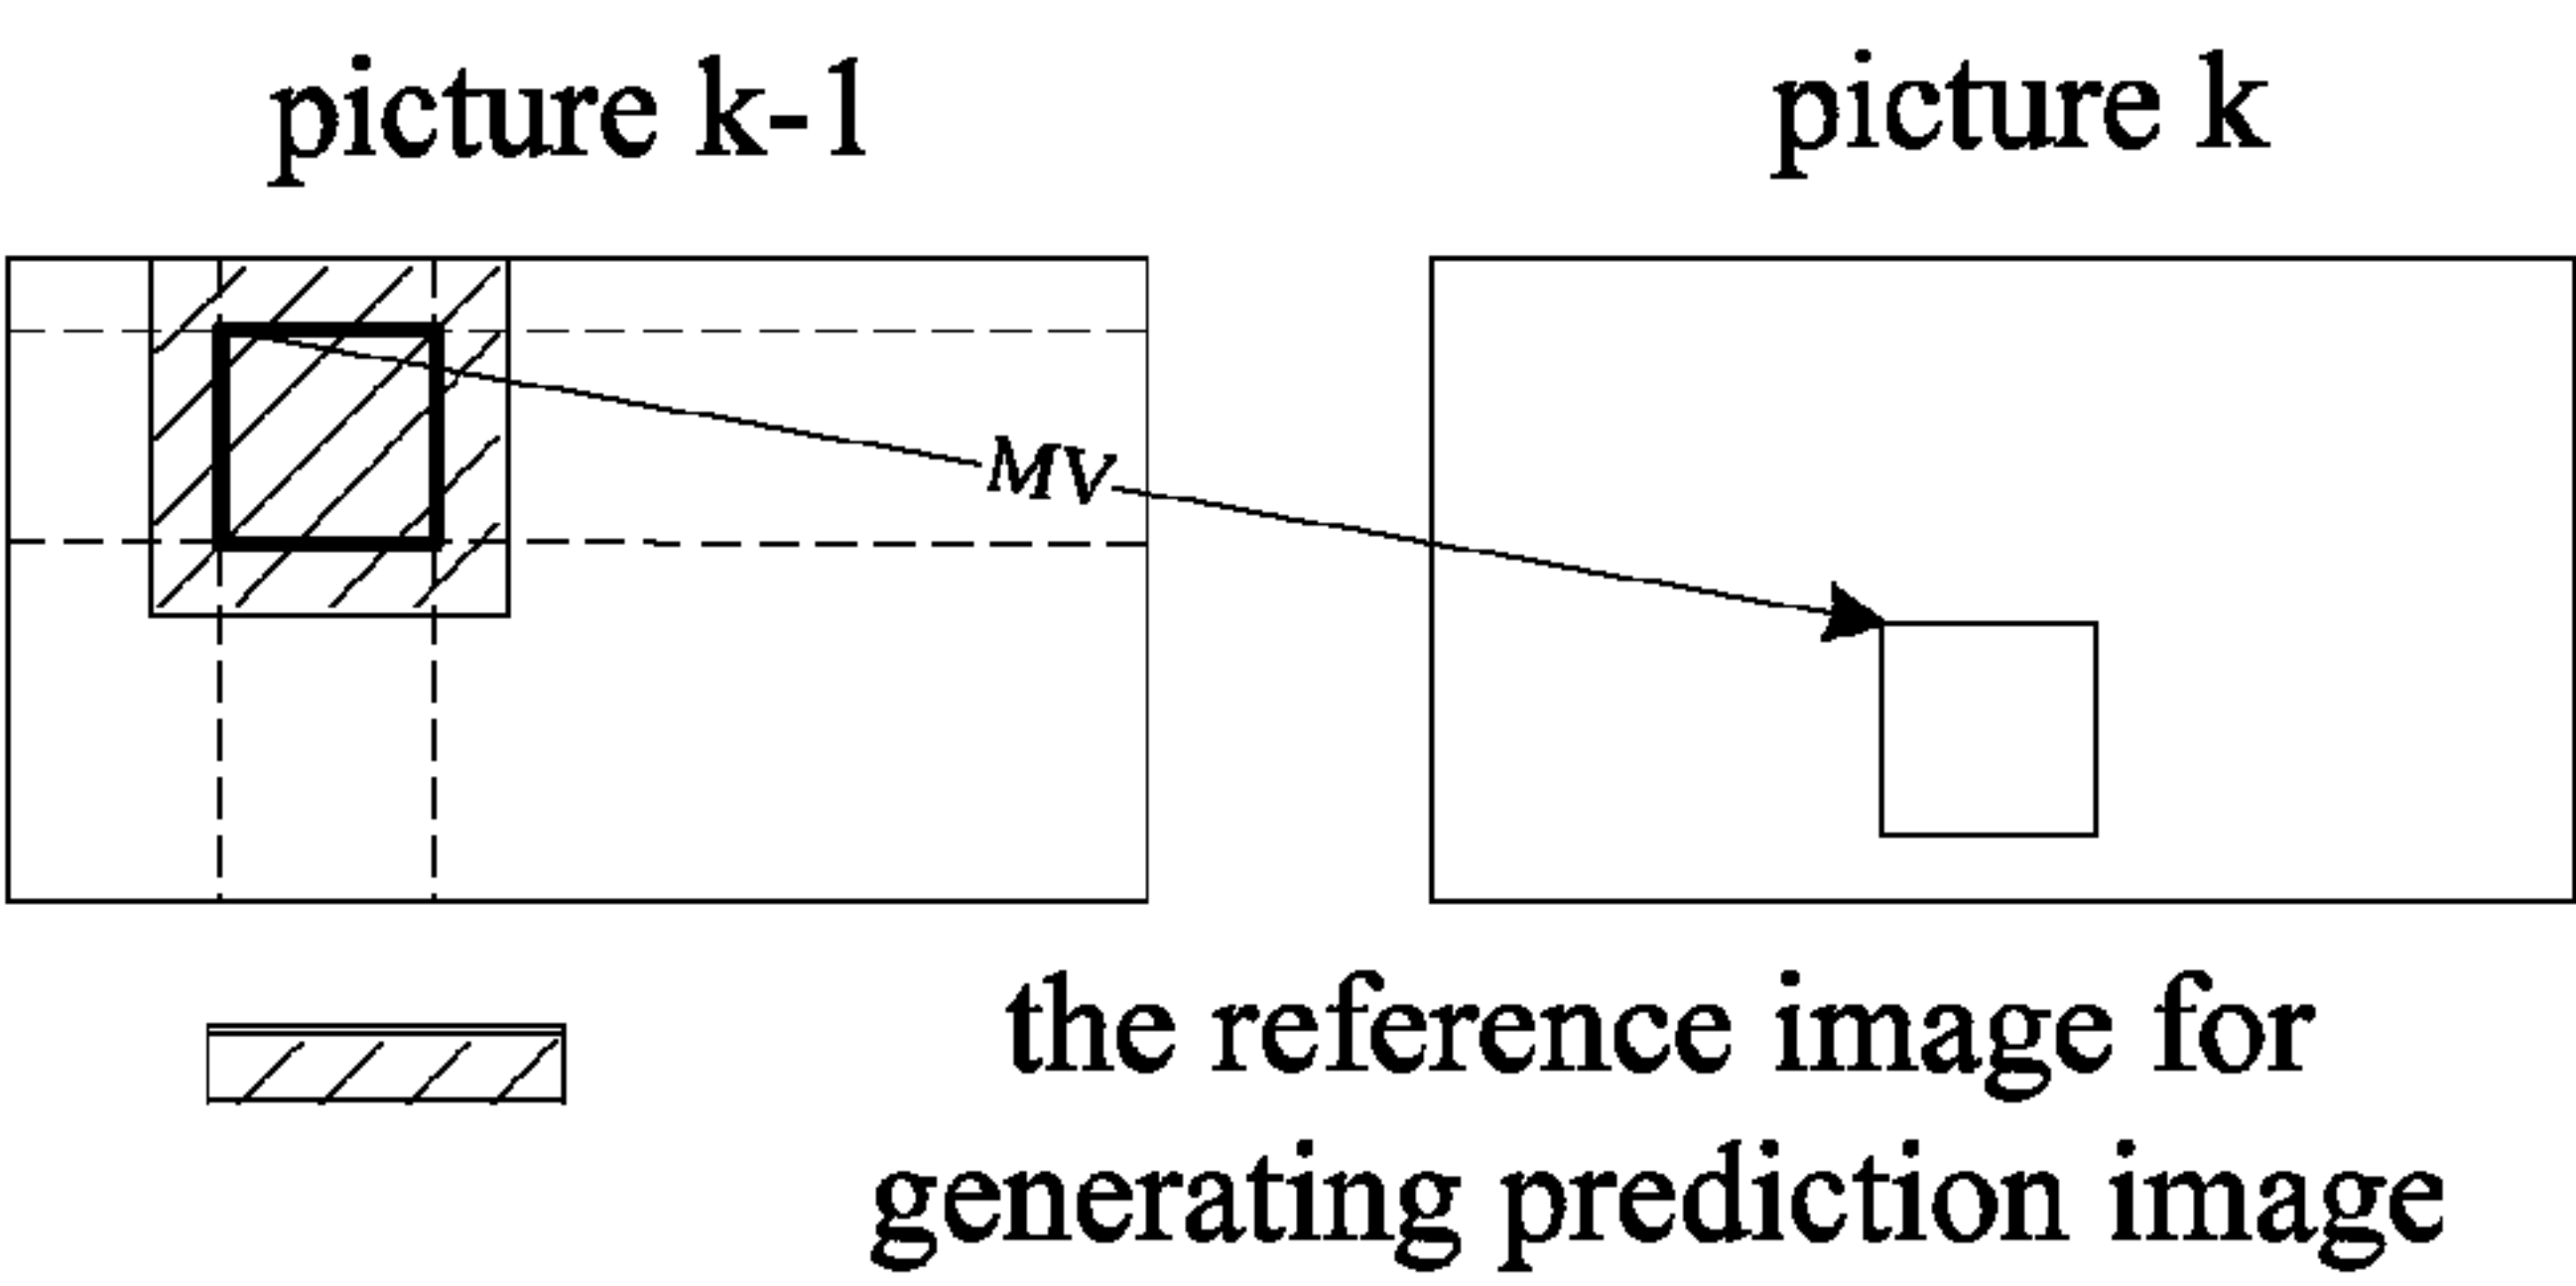 picture k-1
picture k
MV
the reference image for
generating prediction image